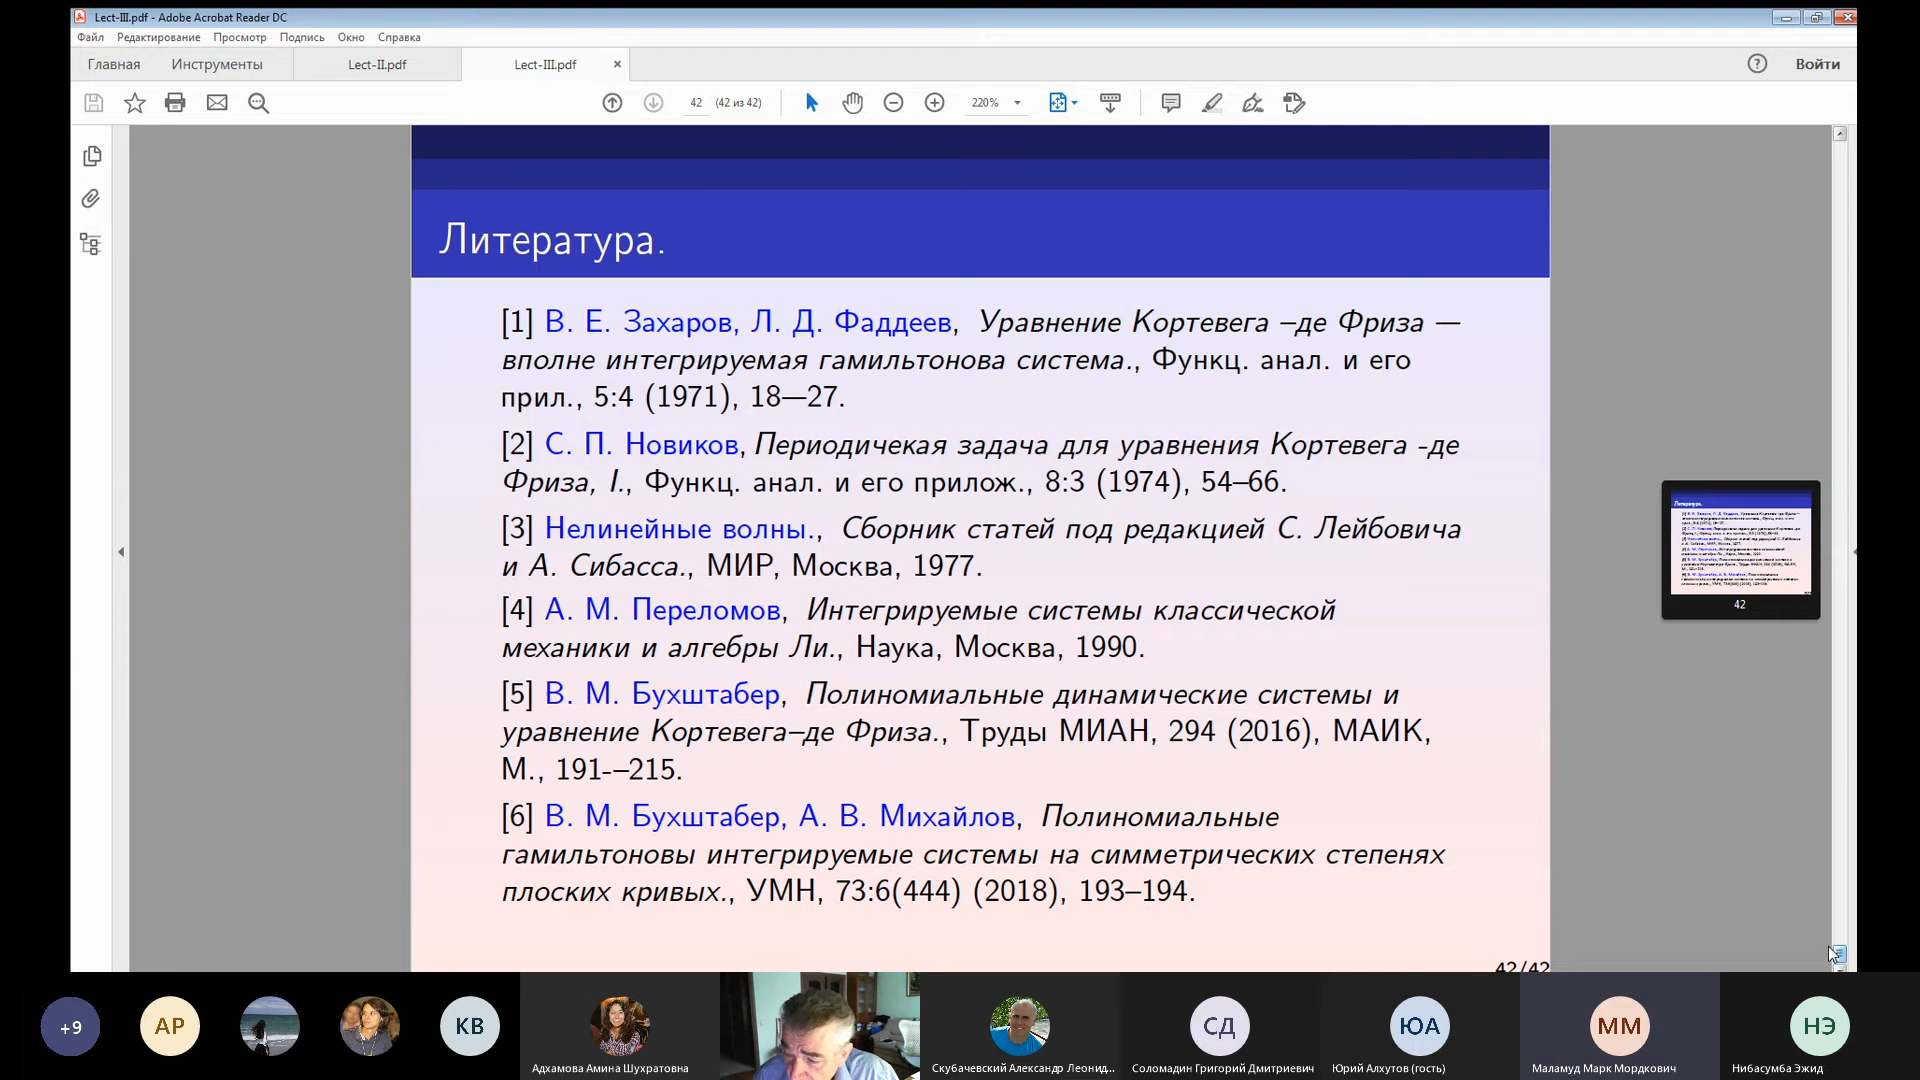 Lect-III.pdf - Adobe Acrobat Reader DC
Файл Редактирование Просмотр Подпись Окно Справка
Главная Инструменты Lect-II.pdf Lect-III.pdf × Войти
42 (42 из 42) 220%
Литература.
[1] В. Е. Захаров, Л. Д. Фаддеев, Уравнение Кортевега –де Фриза —
вполне интегрируемая гамильтонова система., Функц. анал. и его
прил., 5:4 (1971), 18—27.
[2] С. П. Новиков, Периодичекая задача для уравнения Кортевега -де
Фриза, I., Функц. анал. и его прилож., 8:3 (1974), 54–66.
[3] Нелинейные волны., Сборник статей под редакцией С. Лейбовича
и А. Сибасса., МИР, Москва, 1977.
[4] А. М. Переломов, Интегрируемые системы классической
механики и алгебры Ли., Наука, Москва, 1990.
[5] В. М. Бухштабер, Полиномиальные динамические системы и
уравнение Кортевега–де Фриза., Труды МИАН, 294 (2016), МАИК,
М., 191-–215.
[6] В. М. Бухштабер, А. В. Михайлов, Полиномиальные
гамильтоновы интегрируемые системы на симметрических степенях
плоских кривых., УМН, 73:6(444) (2018), 193–194.
42/42
Литература.
42
+9 АР КВ СД ЮА ММ НЭ
Адхамова Амина Шухратовна Скубачевский Александр Леонид... Соломадин Григорий Дмитриевич Юрий Алхутов (гость) Маламуд Марк Мордкович Нибасумба Эжид